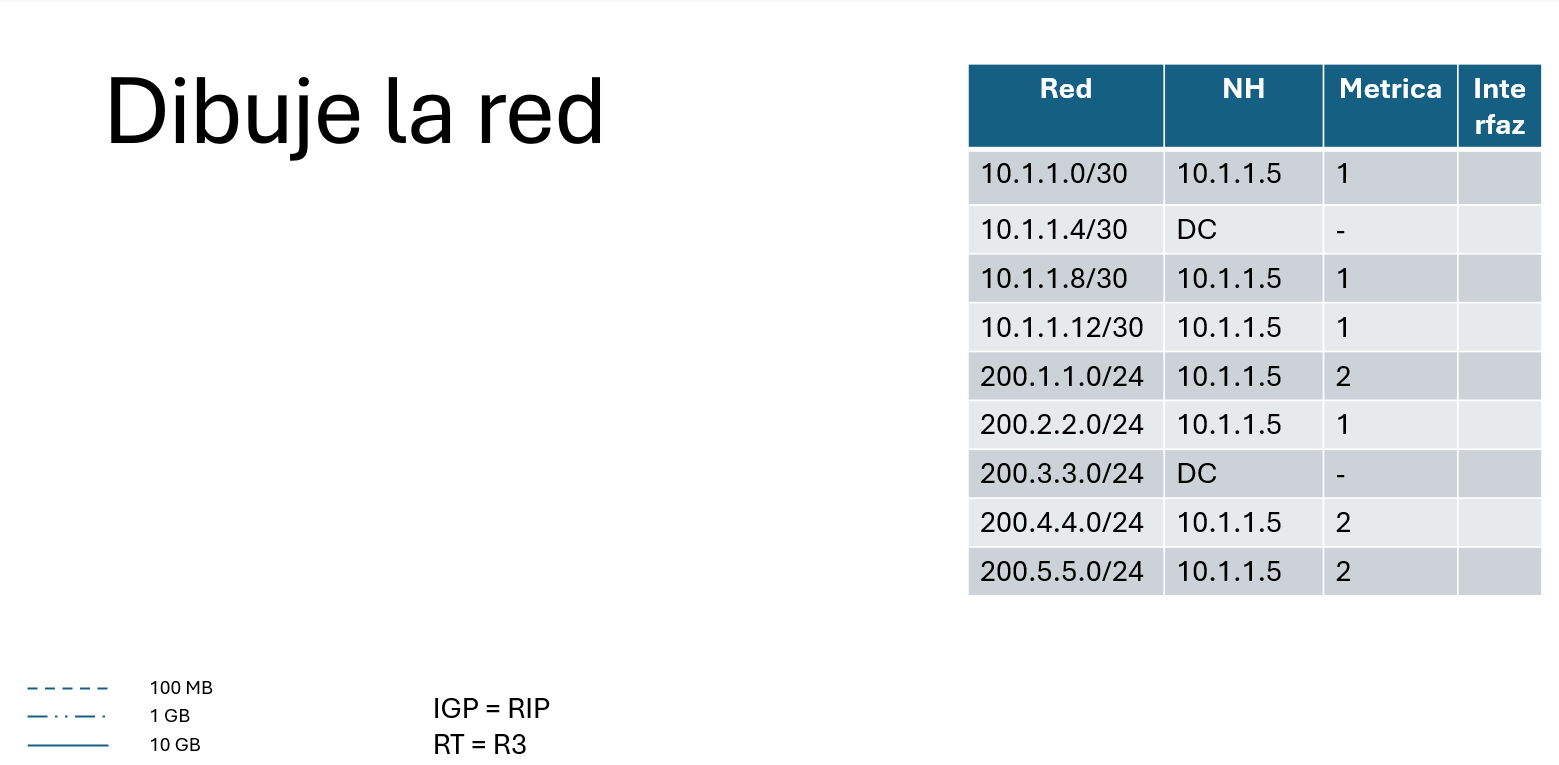 Dibuje la red
Red NH Metrica Inte
rfaz
10.1.1.0/30 10.1.1.5 1
10.1.1.4/30 DC -
10.1.1.8/30 10.1.1.5 1
10.1.1.12/30 10.1.1.5 1
200.1.1.0/24 10.1.1.5 2
200.2.2.0/24 10.1.1.5 1
200.3.3.0/24 DC -
200.4.4.0/24 10.1.1.5 2
200.5.5.0/24 10.1.1.5 2
100 MB
1 GB
10 GB
IGP = RIP
RT = R3